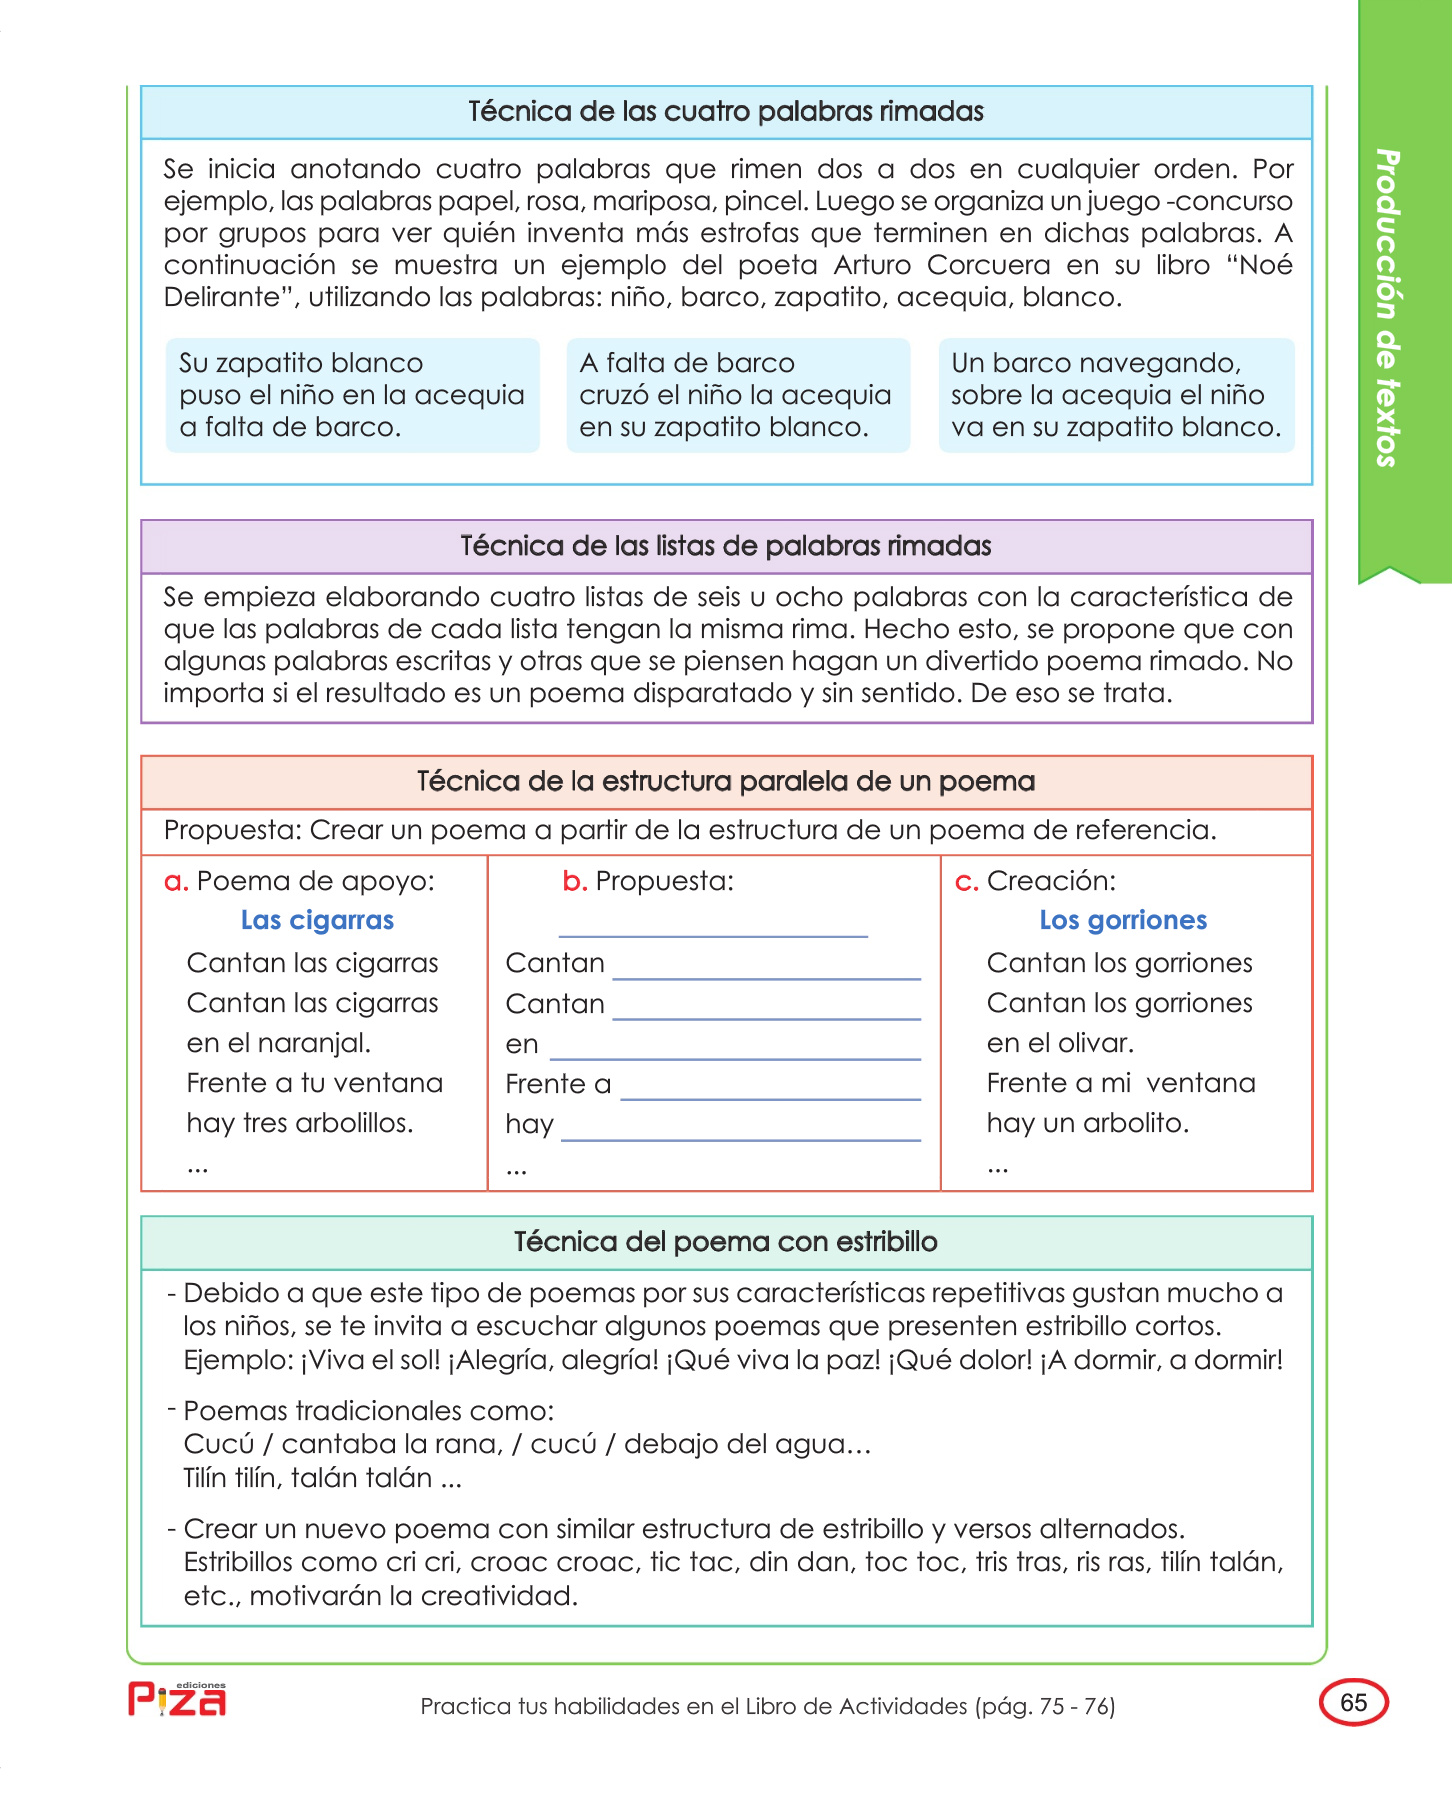 Producción de textos
Técnica de las cuatro palabras rimadas
Se inicia anotando cuatro palabras que rimen dos a dos en cualquier orden. Por
ejemplo, las palabras papel, rosa, mariposa, pincel. Luego se organiza un juego -concurso
por grupos para ver quién inventa más estrofas que terminen en dichas palabras. A
continuación se muestra un ejemplo del poeta Arturo Corcuera en su libro “Noé
Delirante”, utilizando las palabras: niño, barco, zapatito, acequia, blanco.
Su zapatito blanco
puso el niño en la acequia
a falta de barco.
A falta de barco
cruzó el niño la acequia
en su zapatito blanco.
Un barco navegando,
sobre la acequia el niño
va en su zapatito blanco.
Técnica de las listas de palabras rimadas
Se empieza elaborando cuatro listas de seis u ocho palabras con la característica de
que las palabras de cada lista tengan la misma rima. Hecho esto, se propone que con
algunas palabras escritas y otras que se piensen hagan un divertido poema rimado. No
importa si el resultado es un poema disparatado y sin sentido. De eso se trata.
Técnica de la estructura paralela de un poema
Propuesta: Crear un poema a partir de la estructura de un poema de referencia.
a. Poema de apoyo:
Las cigarras
Cantan las cigarras
Cantan las cigarras
en el naranjal.
Frente a tu ventana
hay tres arbolillos.
...
b. Propuesta:
Cantan
Cantan
en
Frente a
hay
...
c. Creación:
Los gorriones
Cantan los gorriones
Cantan los gorriones
en el olivar.
Frente a mi ventana
hay un arbolito.
...
Técnica del poema con estribillo
- Debido a que este tipo de poemas por sus características repetitivas gustan mucho a
los niños, se te invita a escuchar algunos poemas que presenten estribillo cortos.
Ejemplo: ¡Viva el sol! ¡Alegría, alegría! ¡Qué viva la paz! ¡Qué dolor! ¡A dormir, a dormir!
- Poemas tradicionales como:
Cucú / cantaba la rana, / cucú / debajo del agua...
Tilín tilín, talán talán ...
- Crear un nuevo poema con similar estructura de estribillo y versos alternados.
Estribillos como cri cri, croac croac, tic tac, din dan, toc toc, tris tras, ris ras, tilín talán,
etc., motivarán la creatividad.
ediciones
Piza
Practica tus habilidades en el Libro de Actividades (pág. 75 - 76)
65